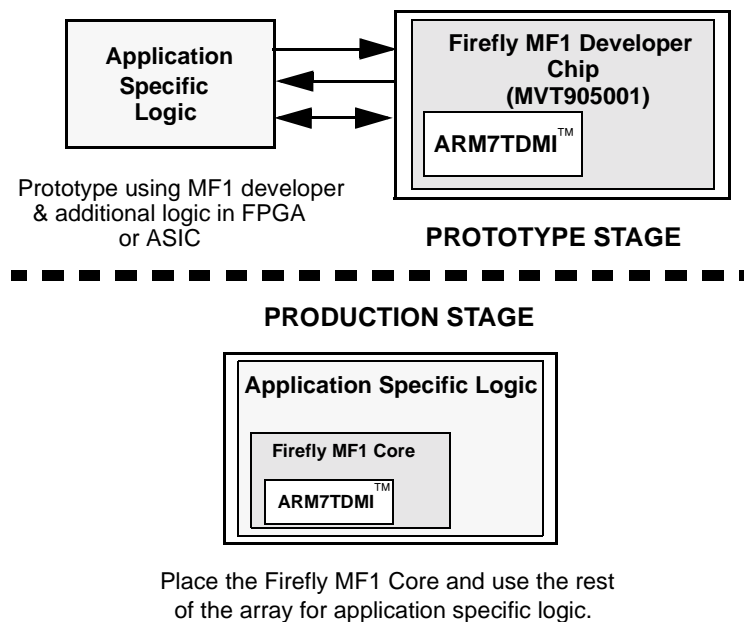 Application
Specific
Logic
Firefly MF1 Developer
Chip
(MVT905001)
ARM7TDMI™
Prototype using MF1 developer
& additional logic in FPGA
or ASIC
PROTOTYPE STAGE
PRODUCTION STAGE
Application Specific Logic
Firefly MF1 Core
ARM7TDMI™
Place the Firefly MF1 Core and use the rest
of the array for application specific logic.